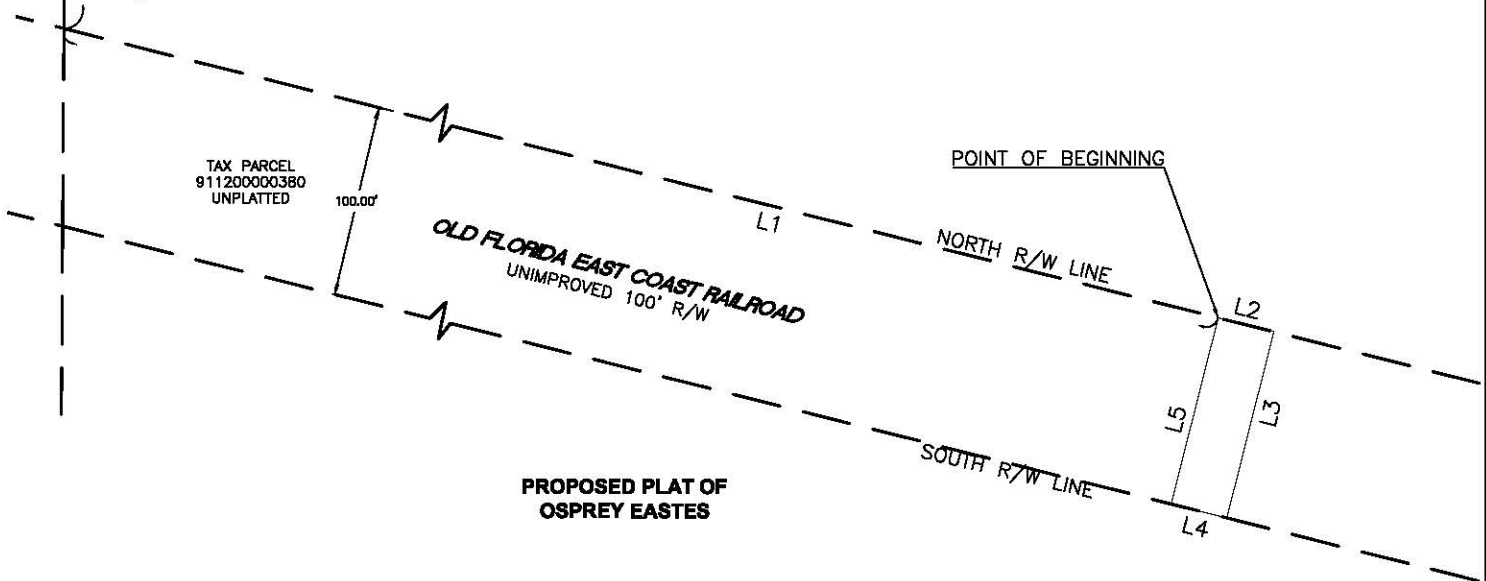 TAX PARCEL
911200000380
UNPLATTED
100.00'
L1
OLD FLORIDA EAST COAST RAILROAD
UNIMPROVED 100' R/W
POINT OF BEGINNING
NORTH R/W LINE
L2
L5
L3
SOUTH R/W LINE
L4
PROPOSED PLAT OF
OSPREY EASTES